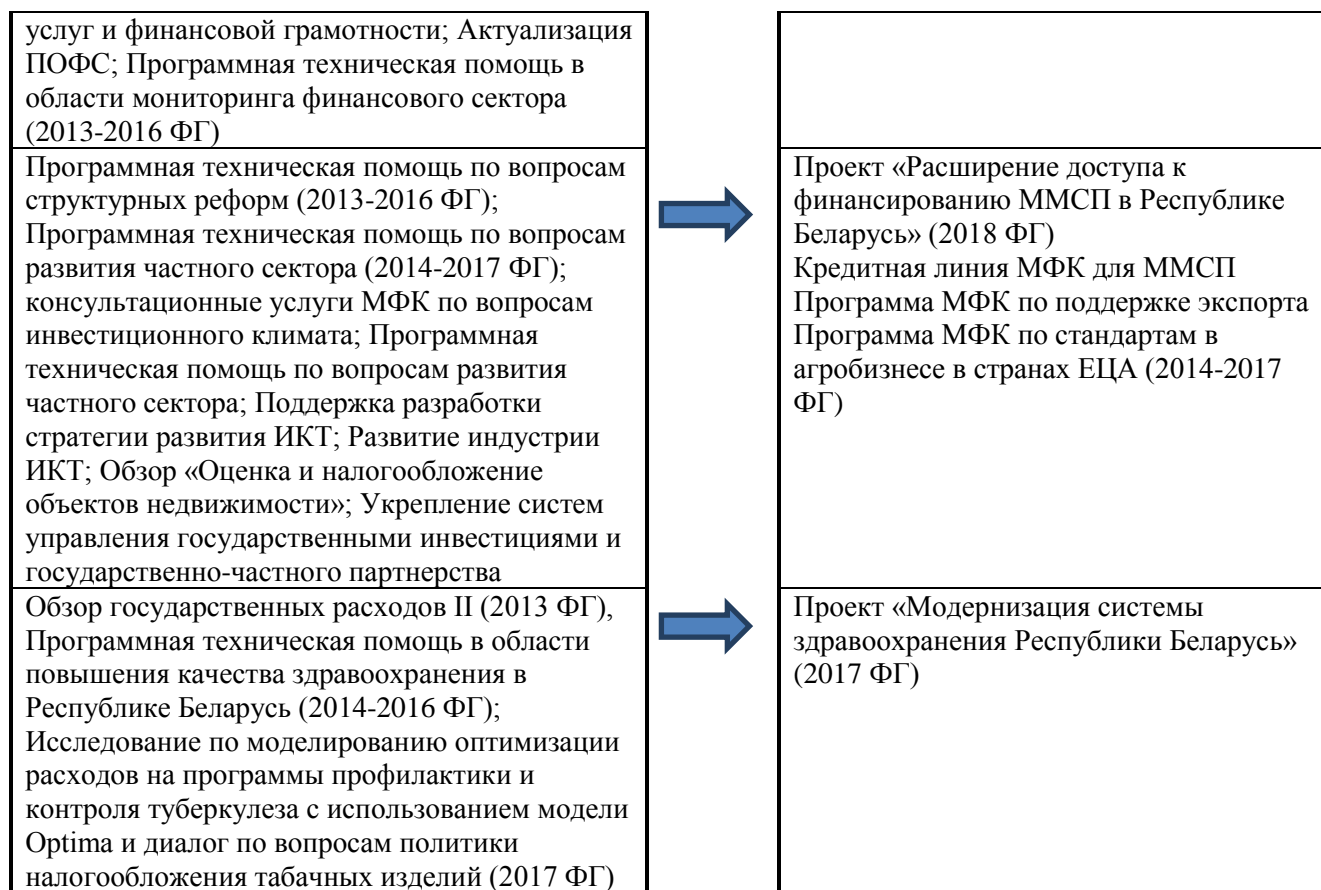 услуг и финансовой грамотности; Актуализация
ПОФС; Программная техническая помощь в
области мониторинга финансового сектора
(2013-2016 ФГ)
Программная техническая помощь по вопросам
структурных реформ (2013-2016 ФГ);
Программная техническая помощь по вопросам
развития частного сектора (2014-2017 ФГ);
консультационные услуги МФК по вопросам
инвестиционного климата; Программная
техническая помощь по вопросам развития
частного сектора; Поддержка разработки
стратегии развития ИКТ; Развитие индустрии
ИКТ; Обзор «Оценка и налогообложение
объектов недвижимости»; Укрепление систем
управления государственными инвестициями и
государственно-частного партнерства
Проект «Расширение доступа к
финансированию ММСП в Республике
Беларусь» (2018 ФГ)
Кредитная линия МФК для ММСП
Программа МФК по поддержке экспорта
Программа МФК по стандартам в
агробизнесе в странах ЕЦА (2014-2017
ФГ)
Обзор государственных расходов II (2013 ФГ),
Программная техническая помощь в области
повышения качества здравоохранения в
Республике Беларусь (2014-2016 ФГ);
Исследование по моделированию оптимизации
расходов на программы профилактики и
контроля туберкулеза с использованием модели
Optima и диалог по вопросам политики
налогообложения табачных изделий (2017 ФГ)
Проект «Модернизация системы
здравоохранения Республики Беларусь»
(2017 ФГ)